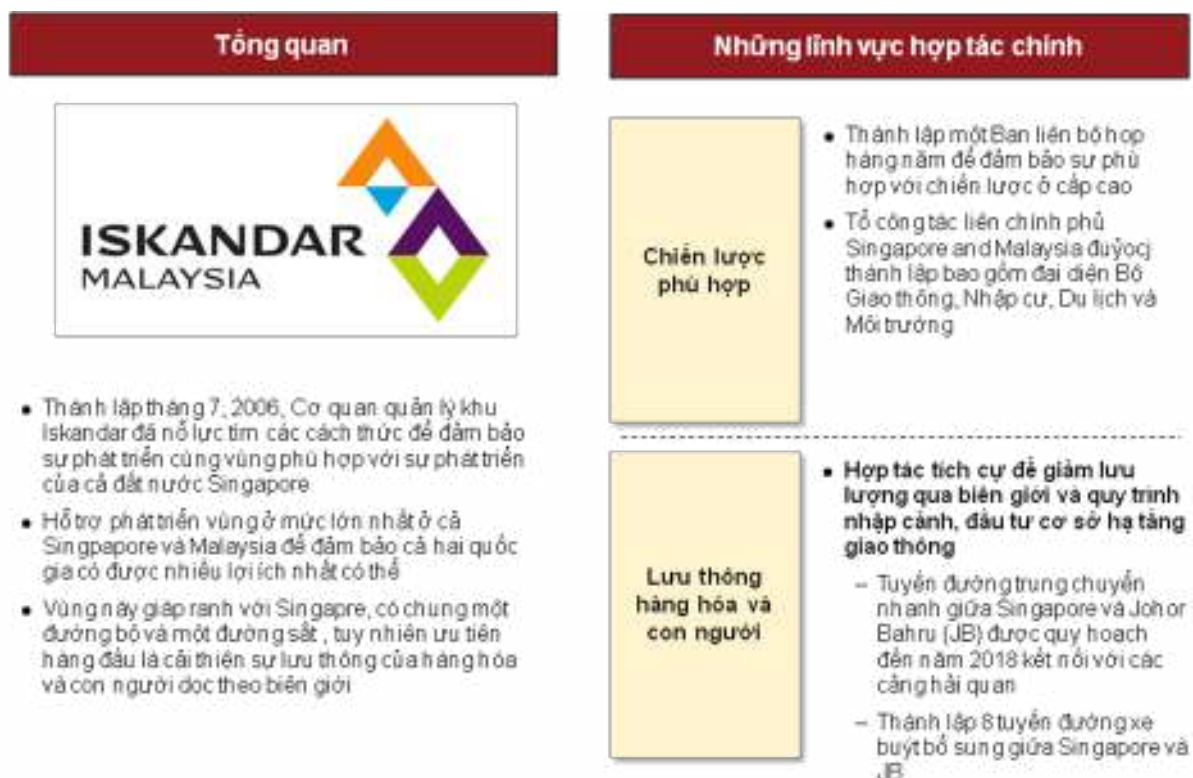 Tổng quan
ISKANDAR
MALAYSIA
• Thành lập tháng 7, 2006, Cơ quan quản lý khu
Iskandar đã nỗ lực tìm các cách thức để đảm bảo
sự phát triển cùng vùng phù hợp với sự phát triển
của cả đất nước Singapore
• Hỗ trợ phát triển vùng ở mức lớn nhất ở cả
Singpapore và Malaysia để đảm bảo cả hai quốc
gia có được nhiều lợi ích nhất có thể
• Vùng này giáp ranh với Singapre, có chung một
đường bộ và một đường sắt , tuy nhiên ưu tiên
hàng đầu là cải thiện sự lưu thông của hàng hóa
và con người dọc theo biên giới
Những lĩnh vực hợp tác chính
Chiến lược
phù hợp
• Thành lập một Ban liên bộ họp
hàng năm để đảm bảo sự phù
hợp với chiến lược ở cấp cao
• Tổ công tác liên chính phủ
Singapore and Malaysia đuỷocj
thành lập bao gồm đại diện Bộ
Giao thông, Nhập cư, Du lịch và
Môi trường
Lưu thông
hàng hóa và
con người
• Hợp tác tích cự để giảm lưu
lượng qua biên giới và quy trình
nhập cảnh, đầu tư cơ sở hạ tầng
giao thông
– Tuyến đường trung chuyển
nhanh giữa Singapore và Johor
Bahru (JB) được quy hoạch
đến năm 2018 kết nối với các
cảng hải quan
– Thành lập 8 tuyến đường xe
buýt bổ sung giữa Singapore và
JB